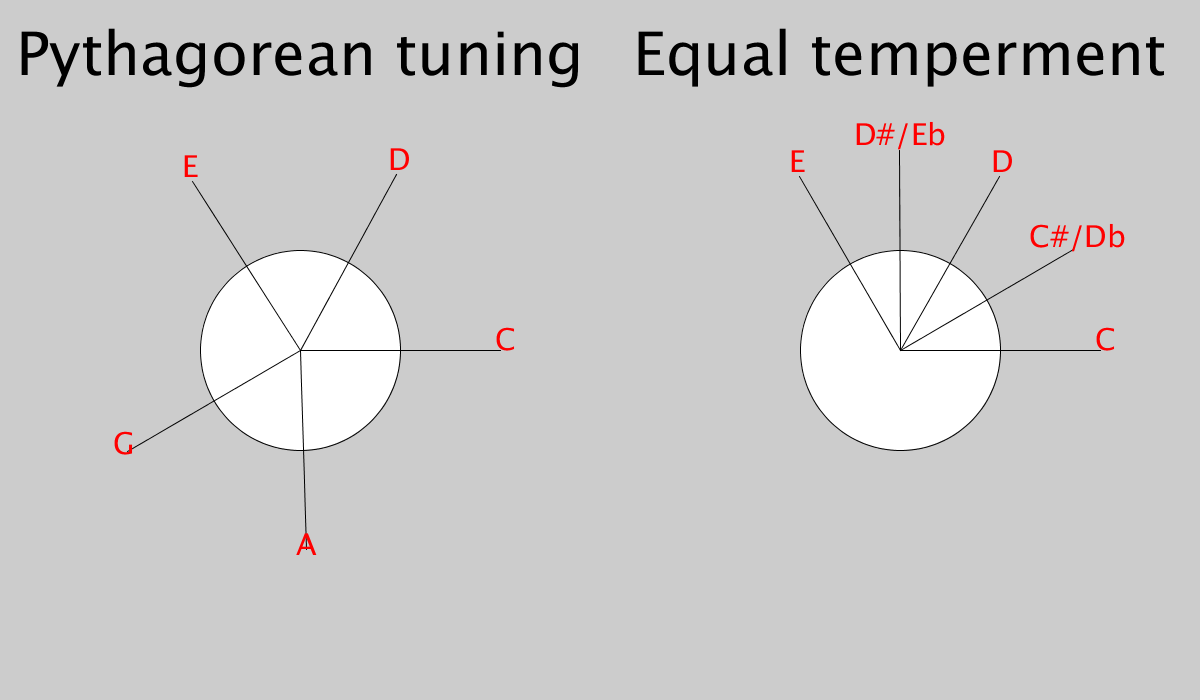 Pythagorean tuning
E
D
C
G
A
Equal temperment
D#/Eb
E
D
C#/Db
C